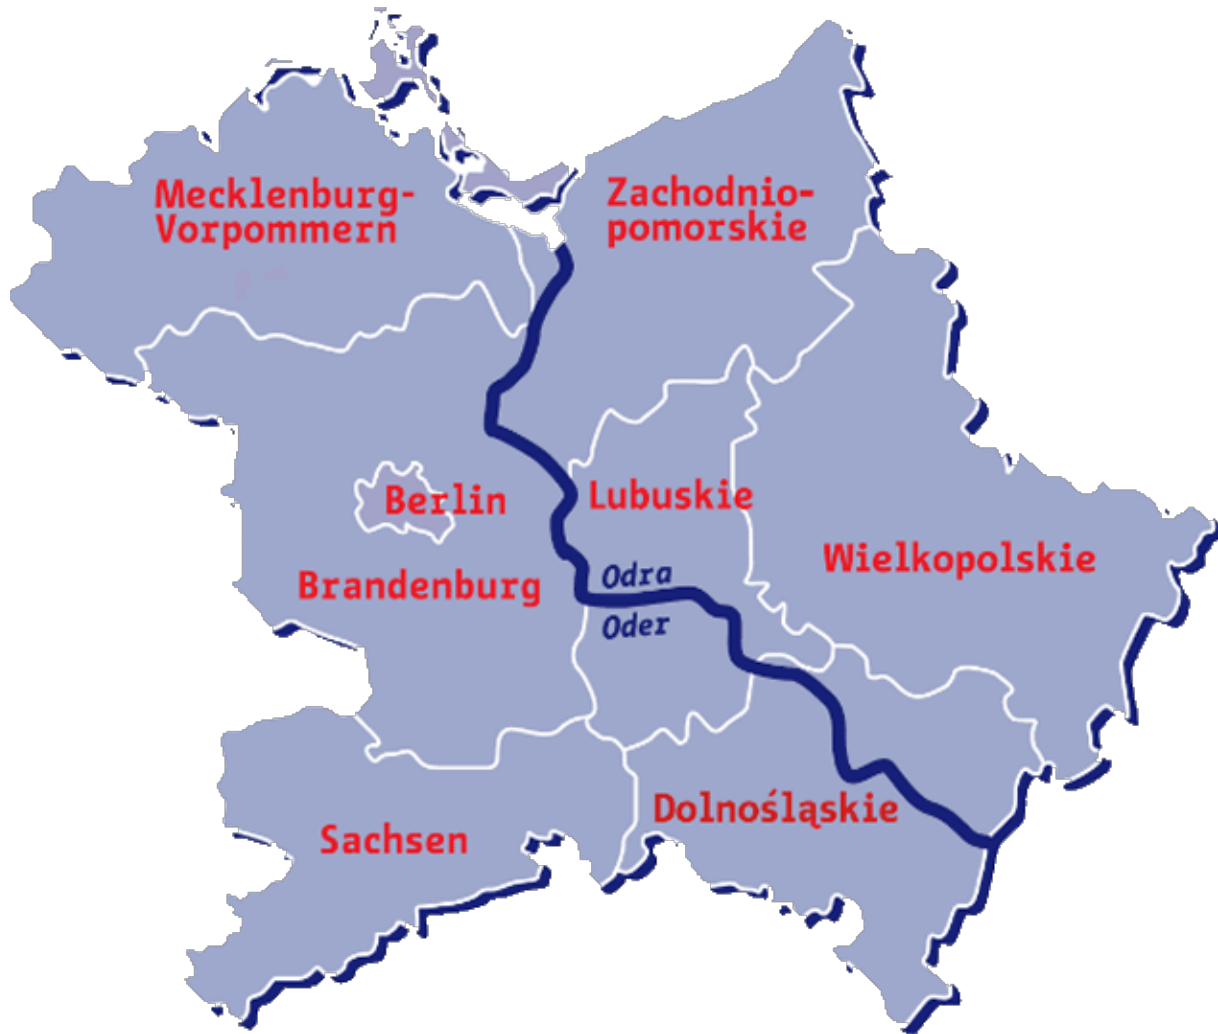 Mecklenburg-
Vorpommern
Zachodnio-
pomorskie
Berlin
Lubuskie
Wielkopolskie
Brandenburg
Odra
Oder
Dolnośląskie
Sachsen